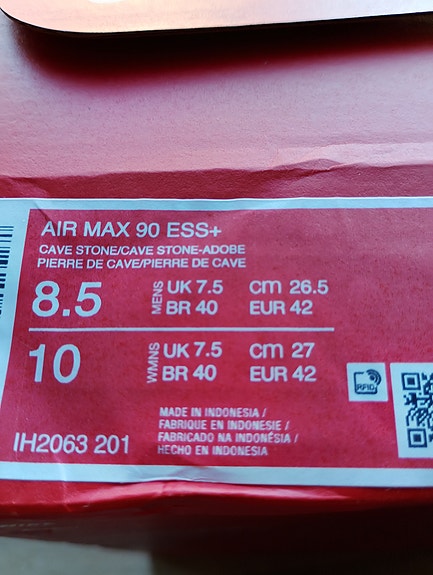 AIR MAX 90 ESS+
CAVE STONE/CAVE STONE-ADOBE
PIERRE DE CAVE/PIERRE DE CAVE
8.5 MENS UK 7.5 CM 26.5
BR 40 EUR 42
10 WMNS UK 7.5 CM 27
BR 40 EUR 42
RFID
MADE IN INDONESIA /
FABRIQUE EN INDONESIE /
FABRICADO NA INDONÉSIA /
HECHO EN INDONESIA
IH2063 201